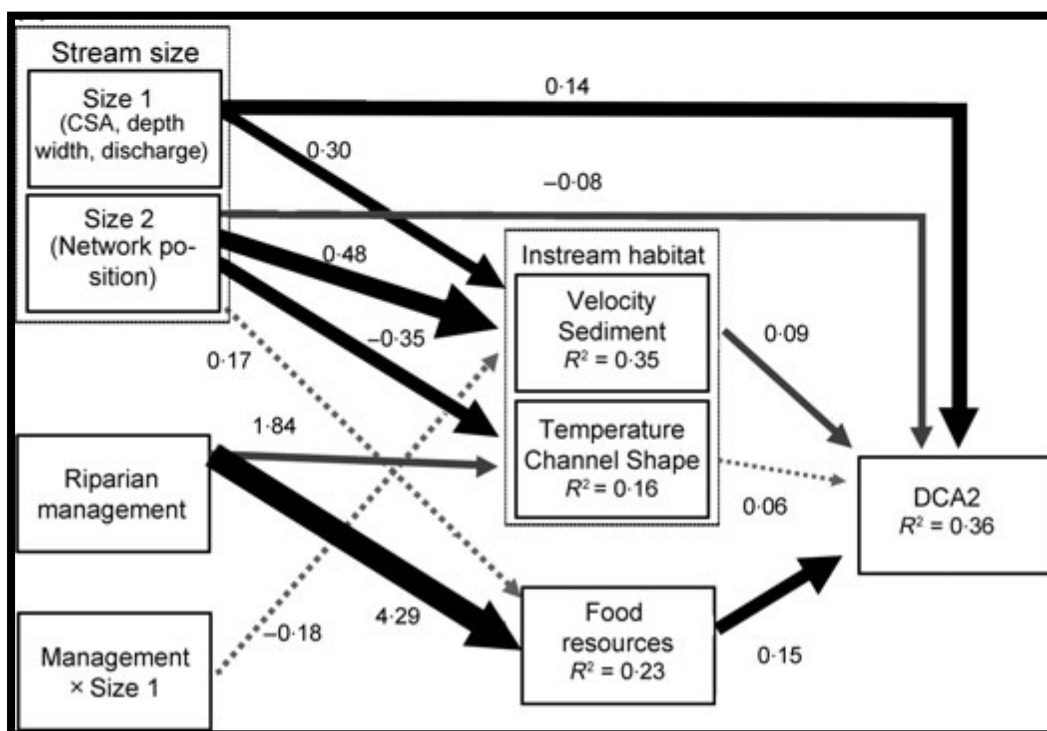 Stream size
Size 1
(CSA, depth
width, discharge)
Size 2
(Network po-
sition)
Riparian
management
Management
× Size 1
0·14
0·30
–0·08
0·48
–0·35
0·17
1·84
–0·18
4·29
Instream habitat
Velocity
Sediment
R² = 0·35
Temperature
Channel Shape
R² = 0·16
Food
resources
R² = 0·23
0·09
0·06
0·15
DCA2
R² = 0·36